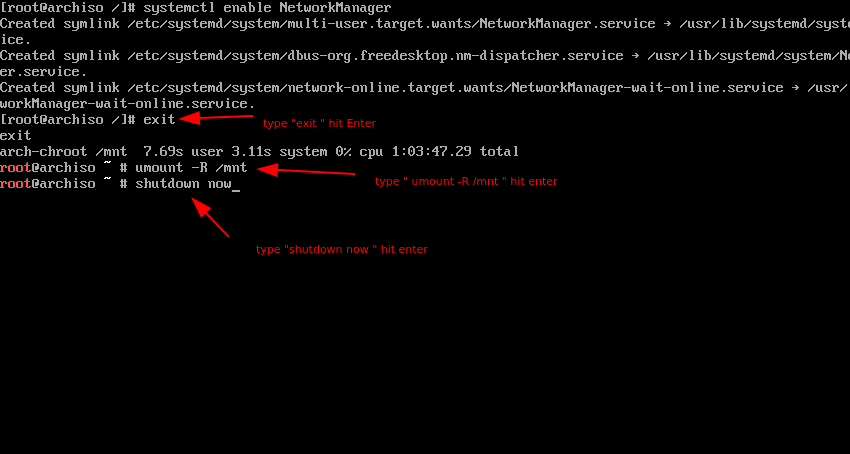 [root@archiso /]# systemctl enable NetworkManager
Created symlink /etc/systemd/system/multi-user.target.wants/NetworkManager.service → /usr/lib/systemd/syst
ice.
Created symlink /etc/systemd/system/dbus-org.freedesktop.nm-dispatcher.service → /usr/lib/systemd/system/Ne
er.service.
Created symlink /etc/systemd/system/network-online.target.wants/NetworkManager-wait-online.service → /usr/
workManager-wait-online.service.
[root@archiso /]# exit
type "exit " hit Enter
exit
arch-chroot /mnt  7.69s user 3.11s system 0% cpu 1:03:47.29 total
root@archiso ~ # umount -R /mnt
type " umount -R /mnt " hit enter
root@archiso ~ # shutdown now_
type "shutdown now " hit enter